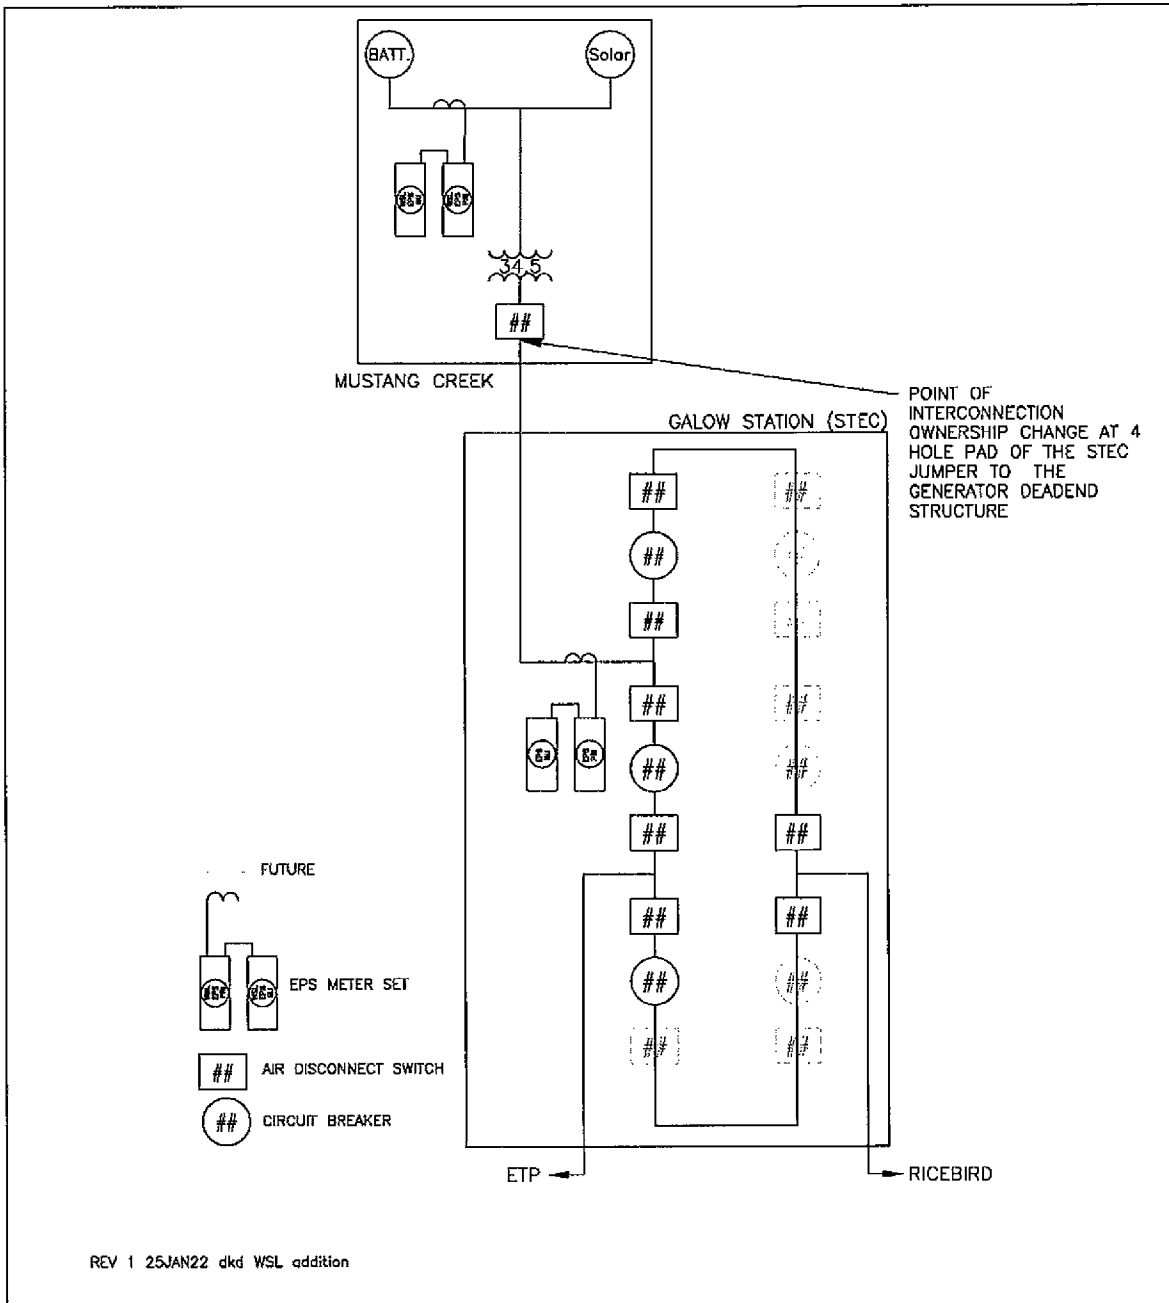 BATT.
Solar
34.5
##
MUSTANG CREEK
POINT OF
INTERCONNECTION
OWNERSHIP CHANGE AT 4
HOLE PAD OF THE STEC
JUMPER TO THE
GENERATOR DEADEND
STRUCTURE
GALOW STATION (STEC)
## ##
##
##
## ##
## ##
## ##
## ##
## ##
## ##
FUTURE
EPS METER SET
## AIR DISCONNECT SWITCH
## CIRCUIT BREAKER
ETP
RICEBIRD
REV 1 25JAN22 dkd WSL addition